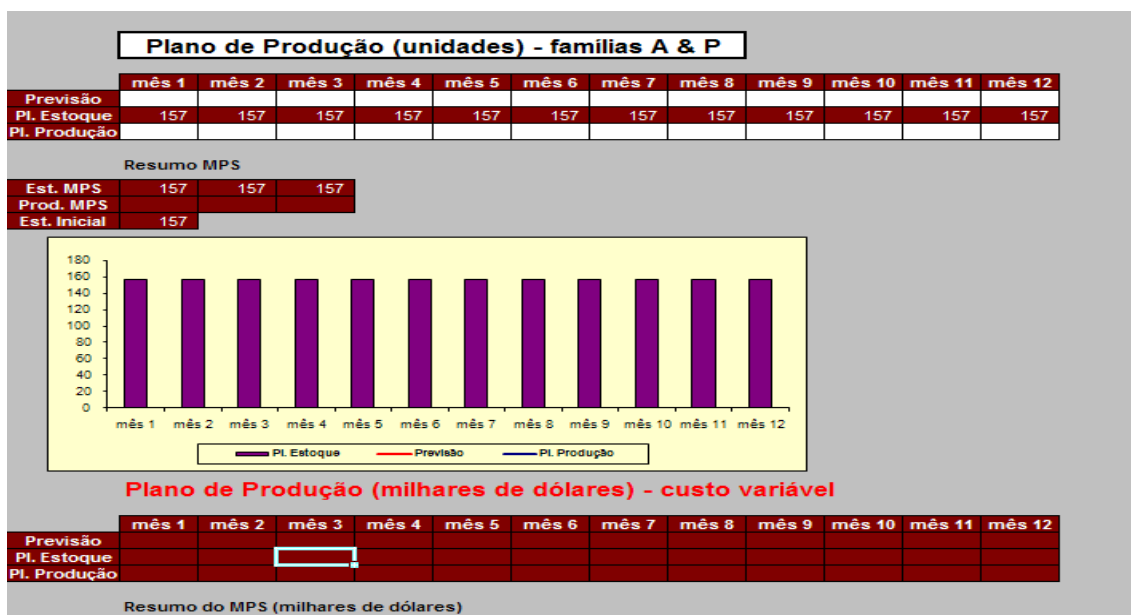 Plano de Produção (unidades) - famílias A & P
mês 1 mês 2 mês 3 mês 4 mês 5 mês 6 mês 7 mês 8 mês 9 mês 10 mês 11 mês 12
Previsão
Pl. Estoque 157 157 157 157 157 157 157 157 157 157 157 157
Pl. Produção
Resumo MPS
Est. MPS 157 157 157
Prod. MPS
Est. Inicial 157
180
160
140
120
100
80
60
40
20
0
mês 1 mês 2 mês 3 mês 4 mês 5 mês 6 mês 7 mês 8 mês 9 mês 10 mês 11 mês 12
Pl. Estoque Previsão Pl. Produção
Plano de Produção (milhares de dólares) - custo variável
mês 1 mês 2 mês 3 mês 4 mês 5 mês 6 mês 7 mês 8 mês 9 mês 10 mês 11 mês 12
Previsão
Pl. Estoque
Pl. Produção
Resumo do MPS (milhares de dólares)